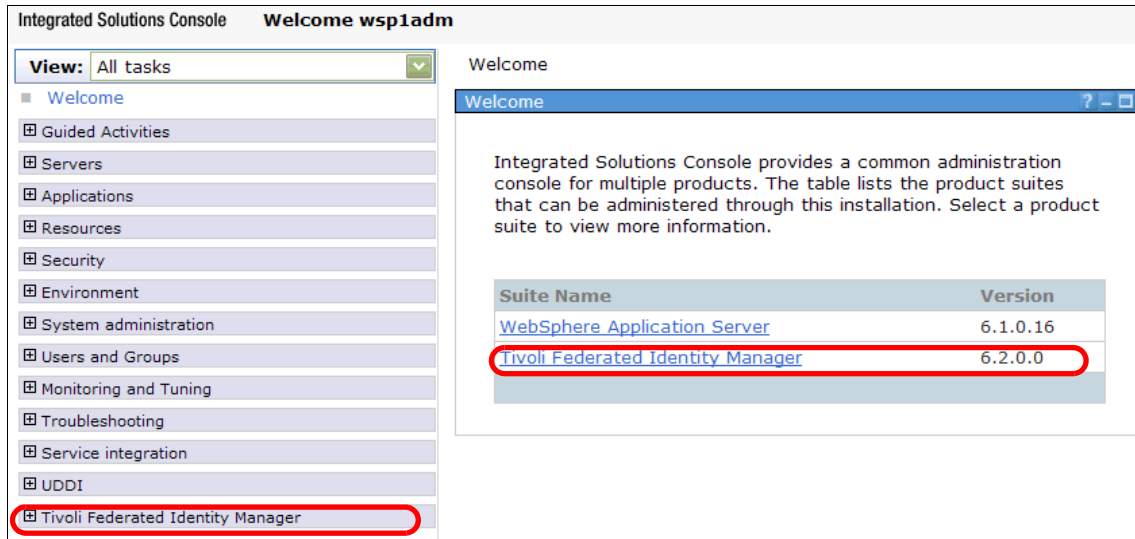 Integrated Solutions Console Welcome wsp1adm
View: All tasks
Welcome
Guided Activities
Servers
Applications
Resources
Security
Environment
System administration
Users and Groups
Monitoring and Tuning
Troubleshooting
Service integration
UDDI
Tivoli Federated Identity Manager
Welcome
Welcome ? –
Integrated Solutions Console provides a common administration
console for multiple products. The table lists the product suites
that can be administered through this installation. Select a product
suite to view more information.
Suite Name Version
WebSphere Application Server 6.1.0.16
Tivoli Federated Identity Manager 6.2.0.0